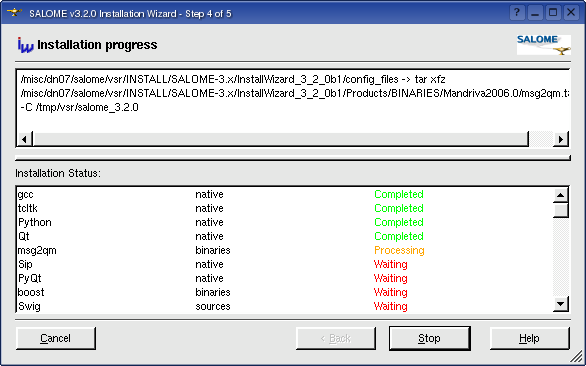 SALOME v3.2.0 Installation Wizard - Step 4 of 5
iw Installation progress
SALOME
/misc/dn07/salome/vsr/INSTALL/SALOME-3.x/InstallWizard_3_2_0b1/config_files -> tar xfz
/misc/dn07/salome/vsr/INSTALL/SALOME-3.x/InstallWizard_3_2_0b1/Products/BINARIES/Mandriva2006.0/msg2qm.t
-C /tmp/vsr/salome_3.2.0
Installation Status:
gcc native Completed
tcltk native Completed
Python native Completed
Qt native Completed
msg2qm binaries Processing
Sip native Waiting
PyQt native Waiting
boost binaries Waiting
Swig sources Waiting
Cancel < Back Stop Help